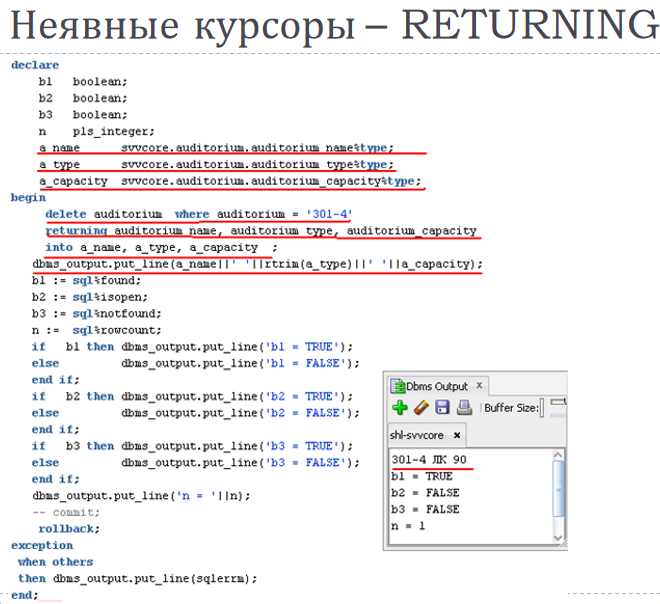 Неявные курсоры – RETURNING
declare
b1 boolean;
b2 boolean;
b3 boolean;
n pls_integer;
a_name svvcore.auditorium.auditorium_name%type;
a_type svvcore.auditorium.auditorium_type%type;
a_capacity svvcore.auditorium.auditorium_capacity%type;
begin
delete auditorium where auditorium = '301-4'
returning auditorium_name, auditorium_type, auditorium_capacity
into a_name, a_type, a_capacity ;
dbms_output.put_line(a_name||' '||rtrim(a_type)||' '||a_capacity);
b1 := sql%found;
b2 := sql%isopen;
b3 := sql%notfound;
n := sql%rowcount;
if b1 then dbms_output.put_line('b1 = TRUE');
else dbms_output.put_line('b1 = FALSE');
end if;
if b2 then dbms_output.put_line('b2 = TRUE');
else dbms_output.put_line('b2 = FALSE');
end if;
if b3 then dbms_output.put_line('b3 = TRUE');
else dbms_output.put_line('b3 = FALSE');
end if;
dbms_output.put_line('n = '||n);
-- commit;
rollback;
exception
when others
then dbms_output.put_line(sqlerrm);
end;
Dbms Output x
Buffer Size:
shl-svvcore x
301-4 ЛК 90
b1 = TRUE
b2 = FALSE
b3 = FALSE
n = 1